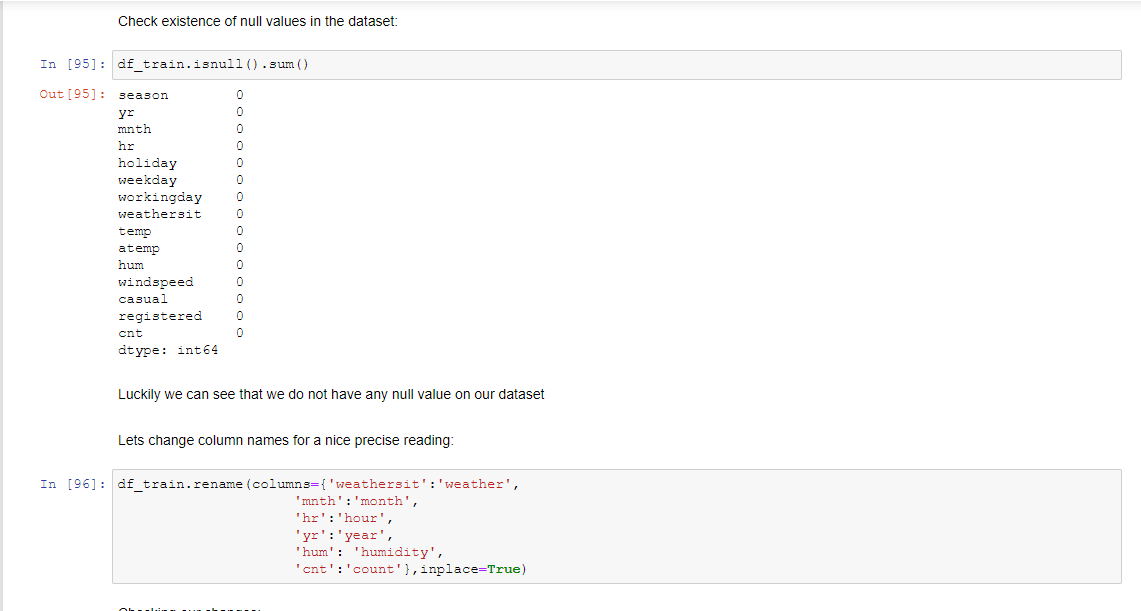 Check existence of null values in the dataset:
In [95]: df_train.isnull().sum()
Out[95]: season 0
yr 0
mnth 0
hr 0
holiday 0
weekday 0
workingday 0
weathersit 0
temp 0
atemp 0
hum 0
windspeed 0
casual 0
registered 0
cnt 0
dtype: int64
Luckily we can see that we do not have any null value on our dataset
Lets change column names for a nice precise reading:
In [96]: df_train.rename(columns={'weathersit':'weather',
'mnth':'month',
'hr':'hour',
'yr':'year',
'hum': 'humidity',
'cnt':'count'},inplace=True)
Checking our changes: